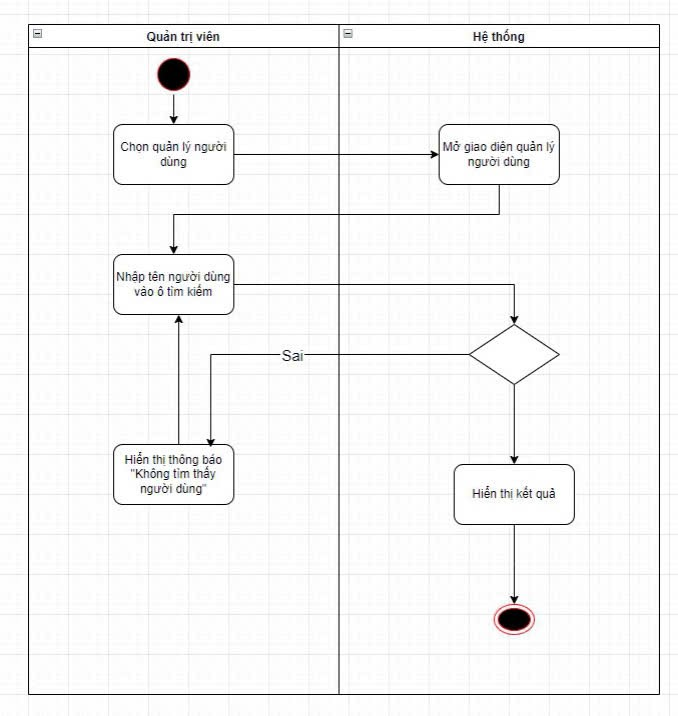 Quản trị viên
Hệ thống
Chọn quản lý người
dùng
Mở giao diện quản lý
người dùng
Nhập tên người dùng
vào ô tìm kiếm
Sai
Hiển thị thông báo
"Không tìm thấy
người dùng"
Hiển thị kết quả